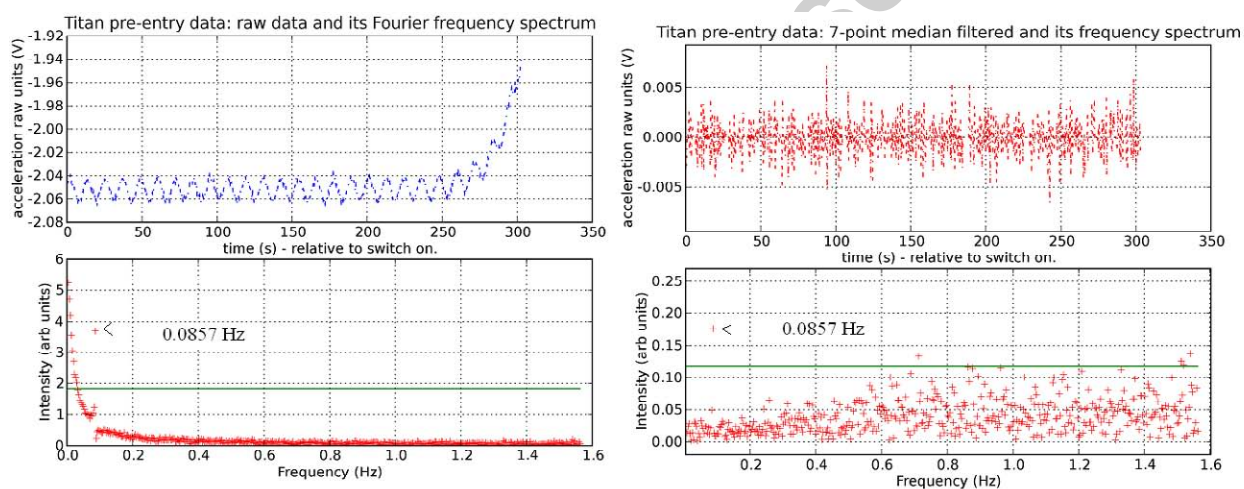 Titan pre-entry data: raw data and its Fourier frequency spectrum
acceleration raw units (V)
-1.92
-1.94
-1.96
-1.98
-2.00
-2.02
-2.04
-2.06
-2.08
0 50 100 150 200 250 300 350
time (s) - relative to switch on.
Intensity (arb units)
6
5
4
3
2
1
0
< 0.0857 Hz
0.0 0.2 0.4 0.6 0.8 1.0 1.2 1.4 1.6
Frequency (Hz)
Titan pre-entry data: 7-point median filtered and its frequency spectrum
acceleration raw units (V)
0.005
0.000
-0.005
0 50 100 150 200 250 300 350
time (s) - relative to switch on.
Intensity (arb units)
0.25
0.20
0.15
0.10
0.05
0.00
< 0.0857 Hz
0.2 0.4 0.6 0.8 1.0 1.2 1.4 1.6
Frequency (Hz)